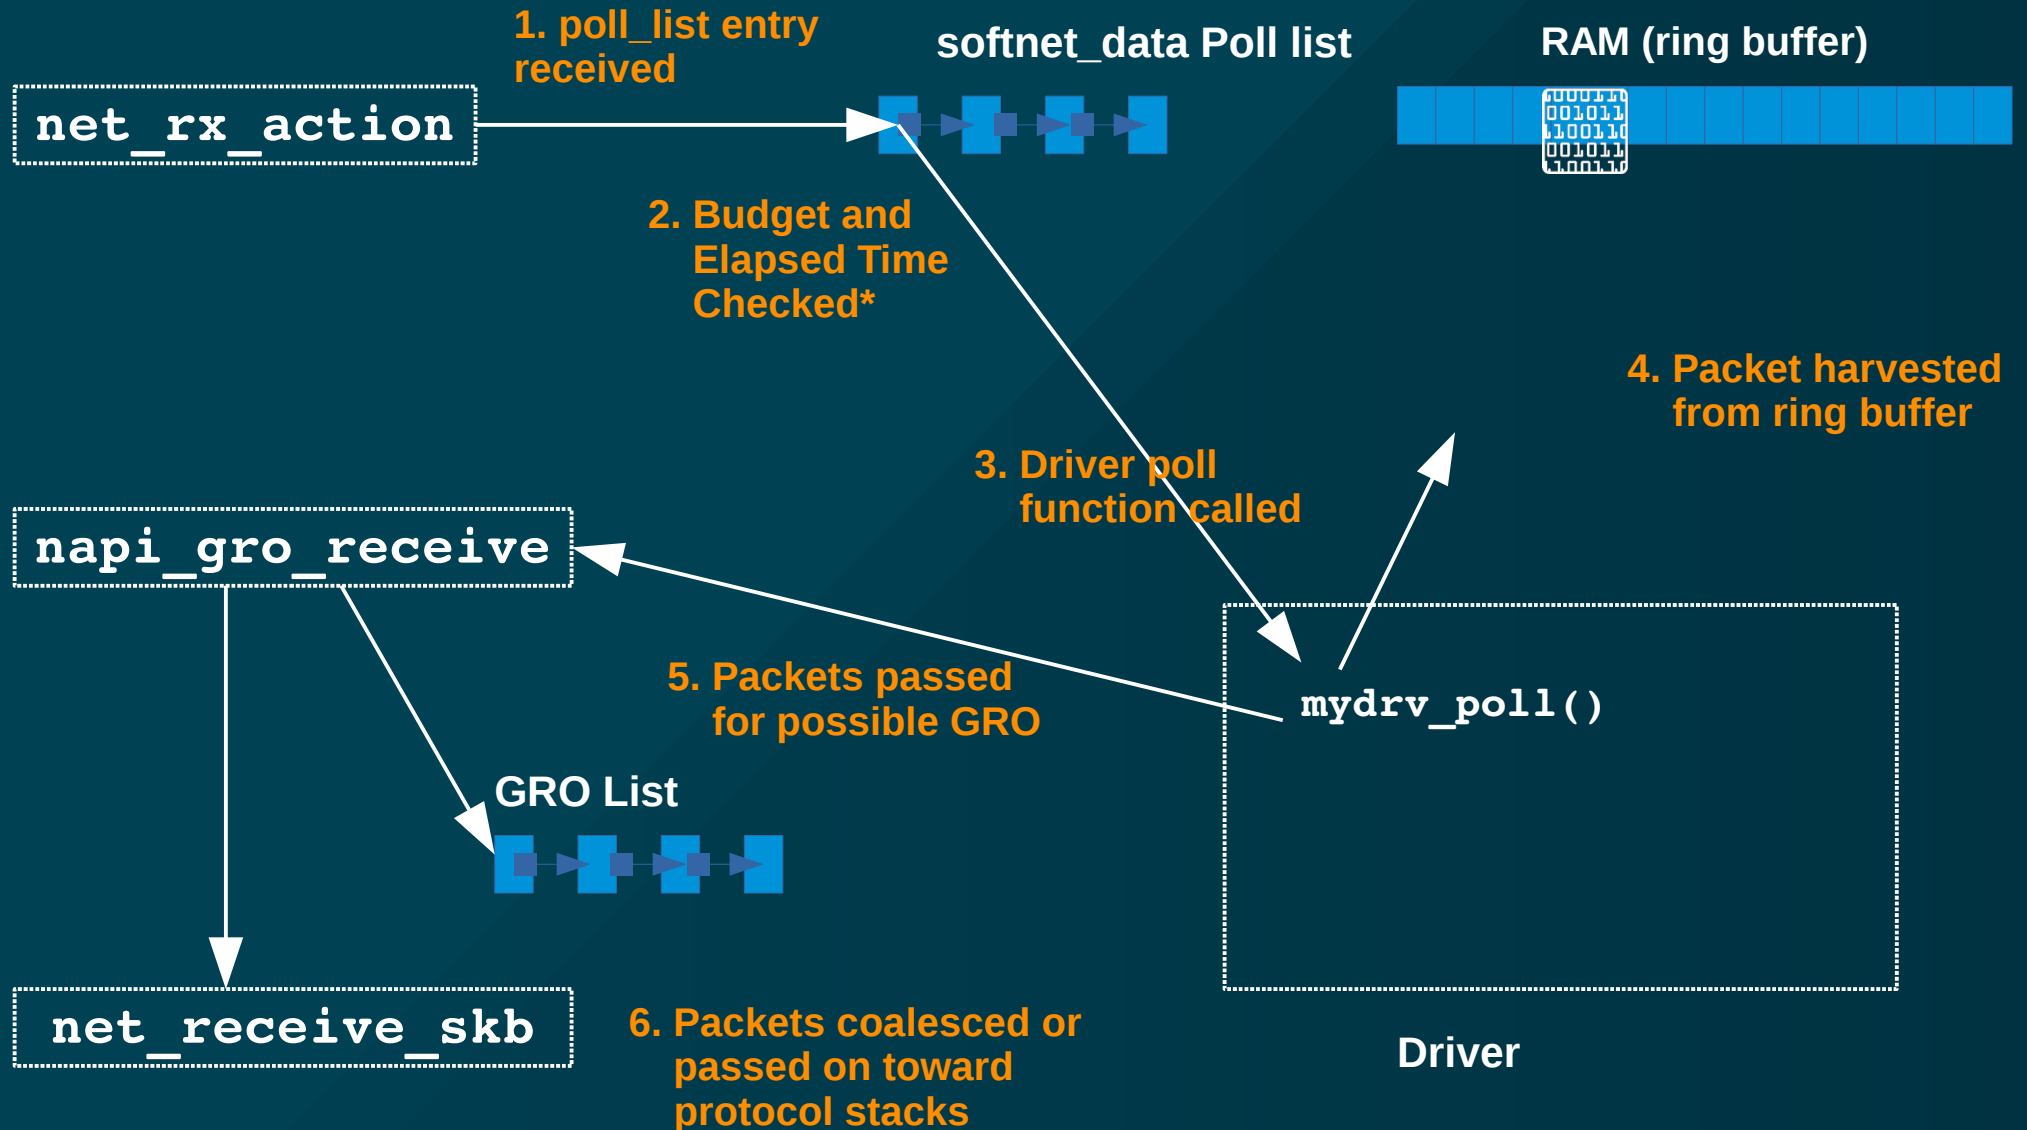 1. poll_list entry
received
softnet_data Poll list
RAM (ring buffer)
net_rx_action
2. Budget and
Elapsed Time
Checked*
4. Packet harvested
from ring buffer
3. Driver poll
function called
napi_gro_receive
5. Packets passed
for possible GRO
mydrv_poll()
GRO List
net_receive_skb
6. Packets coalesced or
passed on toward
protocol stacks
Driver